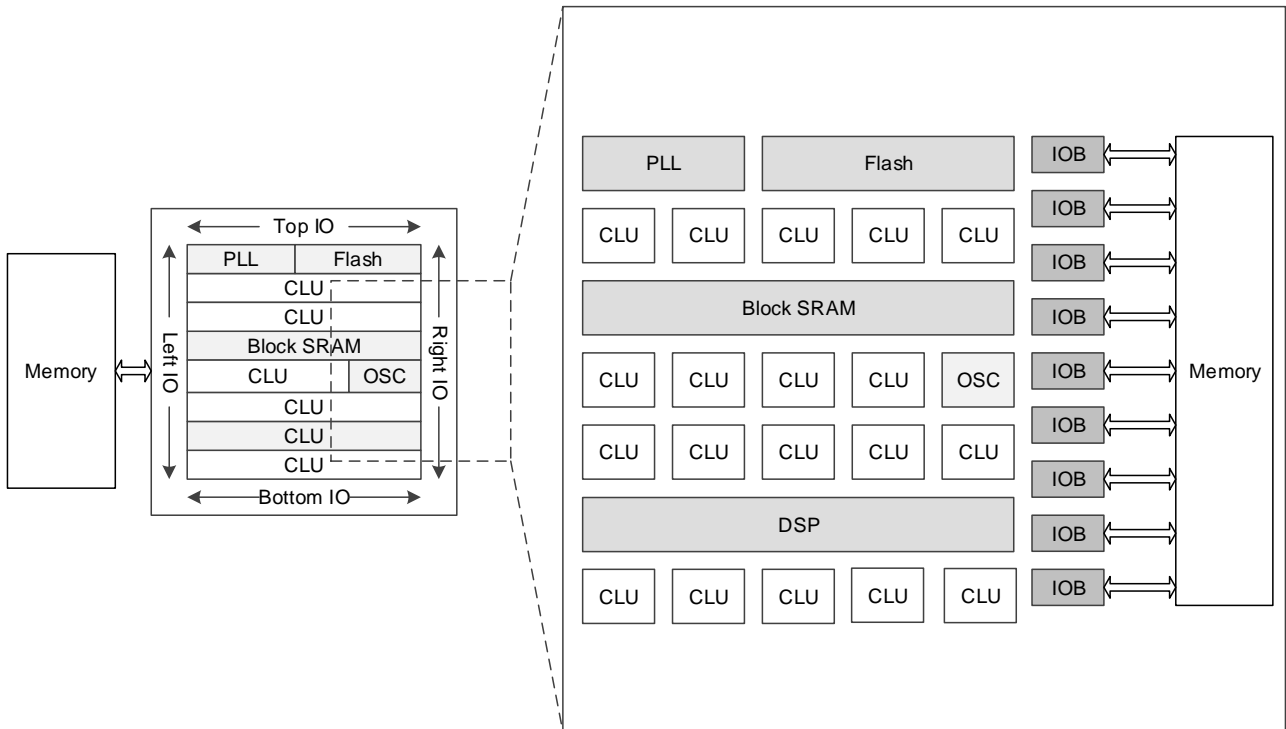 Memory
Top IO
Left IO
Right IO
PLL Flash
CLU
CLU
Block SRAM
CLU OSC
CLU
CLU
CLU
Bottom IO
PLL Flash IOB
IOB
CLU CLU CLU CLU CLU
IOB
Block SRAM IOB
CLU CLU CLU CLU OSC IOB
Memory
CLU CLU CLU CLU CLU IOB
IOB
DSP IOB
CLU CLU CLU CLU CLU IOB